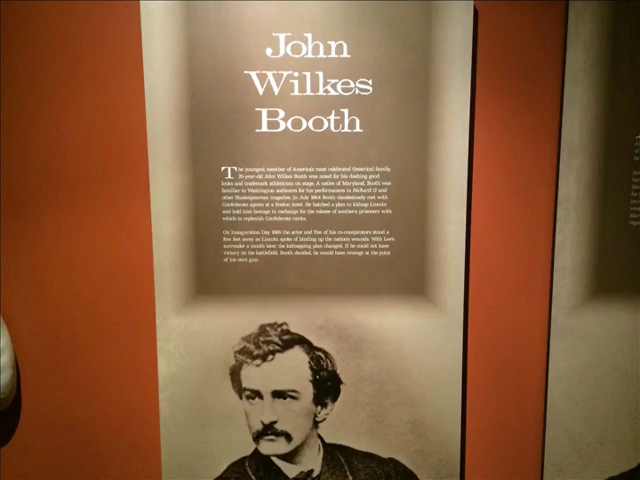 John
Wilkes
Booth
The youngest member of America's most celebrated theatrical family,
26-year-old John Wilkes Booth was noted for his dashing good
looks and trademark athleticism on stage. A native of Maryland, Booth was
familiar to Washington audiences for his performances in Richard III and
other Shakespearean tragedies. In July 1864 Booth clandestinely met with
Confederate agents at a Boston hotel. He hatched a plan to kidnap Lincoln
and hold him hostage in exchange for the release of southern prisoners with
which to replenish Confederate ranks.
On Inauguration Day 1865 the actor and five of his co-conspirators stood a
few feet away as Lincoln spoke of binding up the nation's wounds. With Lee's
surrender a month later, the kidnapping plan changed. If he could not have
victory on the battlefield, Booth decided, he would have revenge at the point
of his own gun.